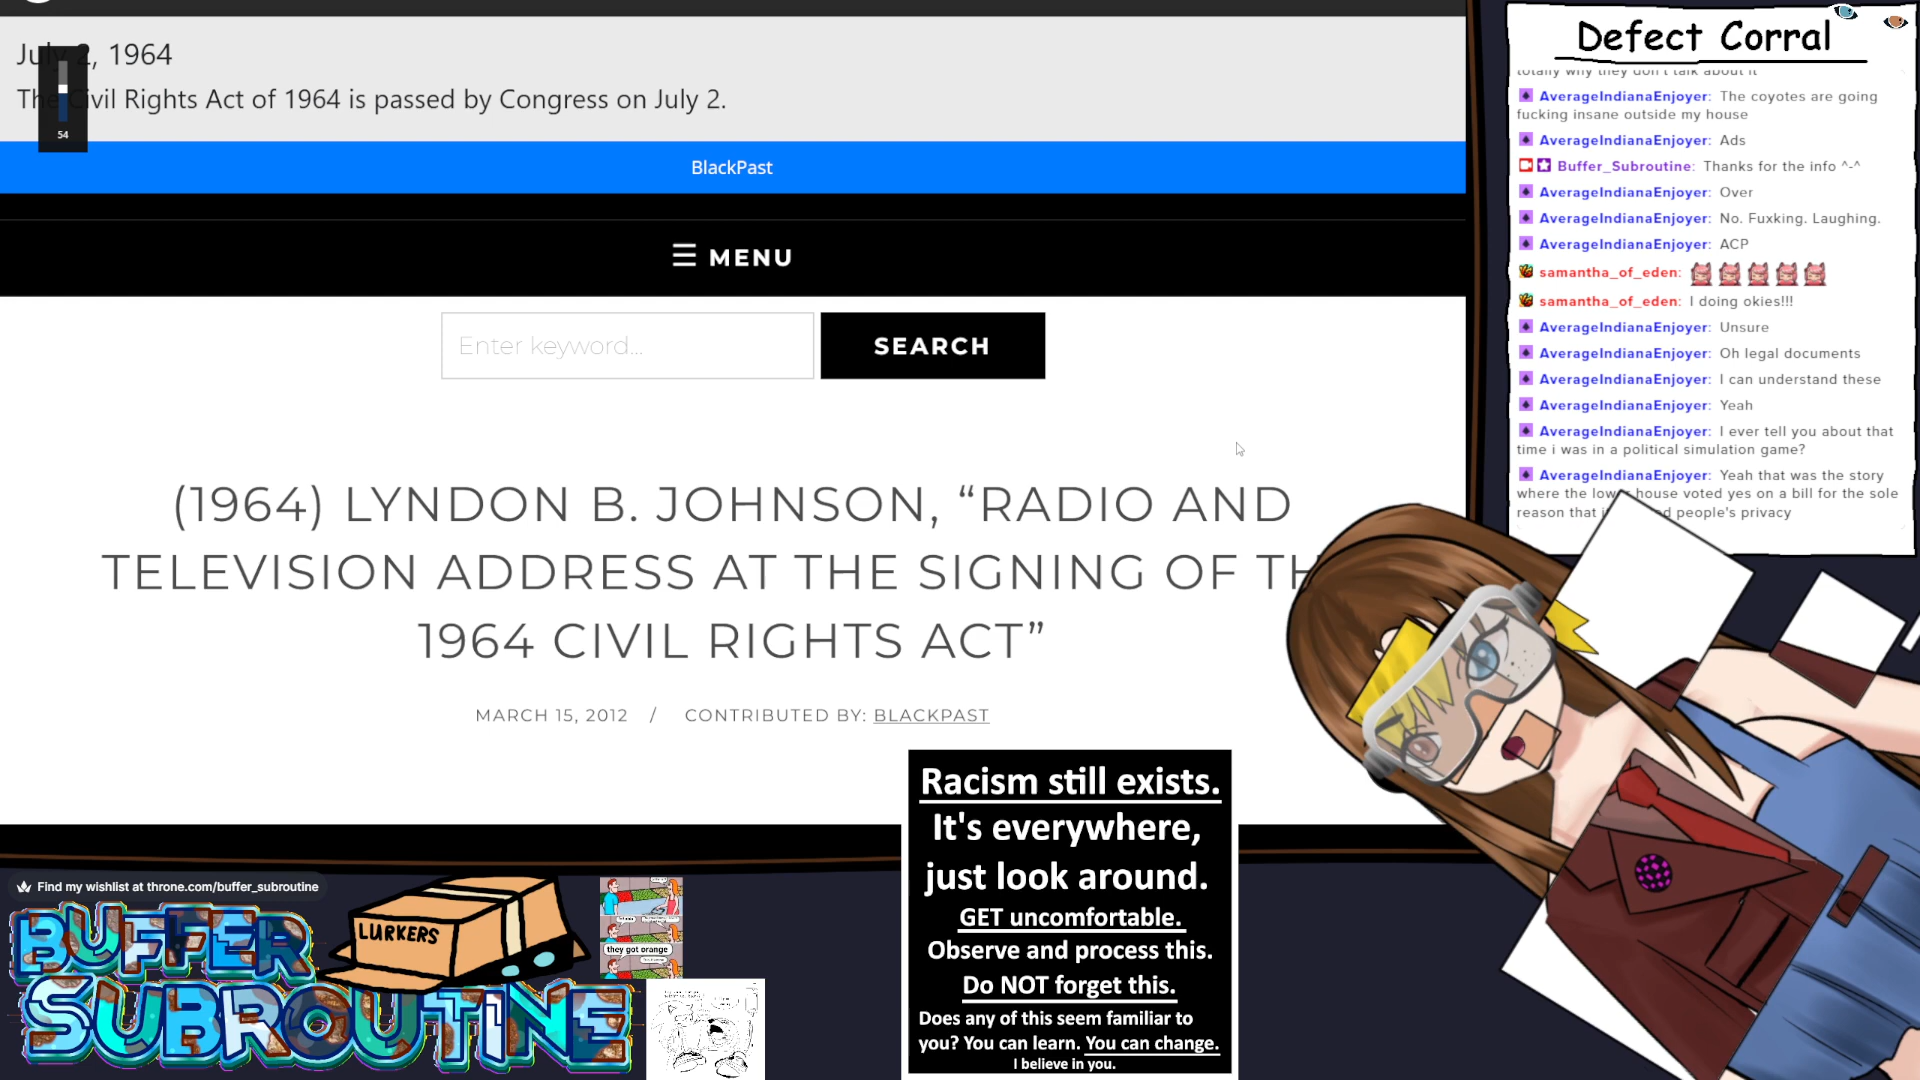 July 2, 1964
The Civil Rights Act of 1964 is passed by Congress on July 2.
54
BlackPast
☰ MENU
Enter keyword...
SEARCH
(1964) LYNDON B. JOHNSON, “RADIO AND
TELEVISION ADDRESS AT THE SIGNING OF TH
1964 CIVIL RIGHTS ACT”
MARCH 15, 2012 / CONTRIBUTED BY: BLACKPAST
Defect Corral
totally why they don't talk about it
AverageIndianaEnjoyer: The coyotes are going
fucking insane outside my house
AverageIndianaEnjoyer: Ads
Buffer_Subroutine: Thanks for the info ^-^
AverageIndianaEnjoyer: Over
AverageIndianaEnjoyer: No. Fuxking. Laughing.
AverageIndianaEnjoyer: ACP
samantha_of_eden:
samantha_of_eden: I doing okies!!!
AverageIndianaEnjoyer: Unsure
AverageIndianaEnjoyer: Oh legal documents
AverageIndianaEnjoyer: I can understand these
AverageIndianaEnjoyer: Yeah
AverageIndianaEnjoyer: I ever tell you about that
time i was in a political simulation game?
AverageIndianaEnjoyer: Yeah that was the story
where the lower house voted yes on a bill for the sole
reason that people's privacy
Racism still exists.
It's everywhere,
just look around.
GET uncomfortable.
Observe and process this.
Do NOT forget this.
Does any of this seem familiar to
you? You can learn. You can change.
I believe in you.
Find my wishlist at throne.com/buffer_subroutine
BUFFER
SUBROUTINE
LURKERS
they got orange